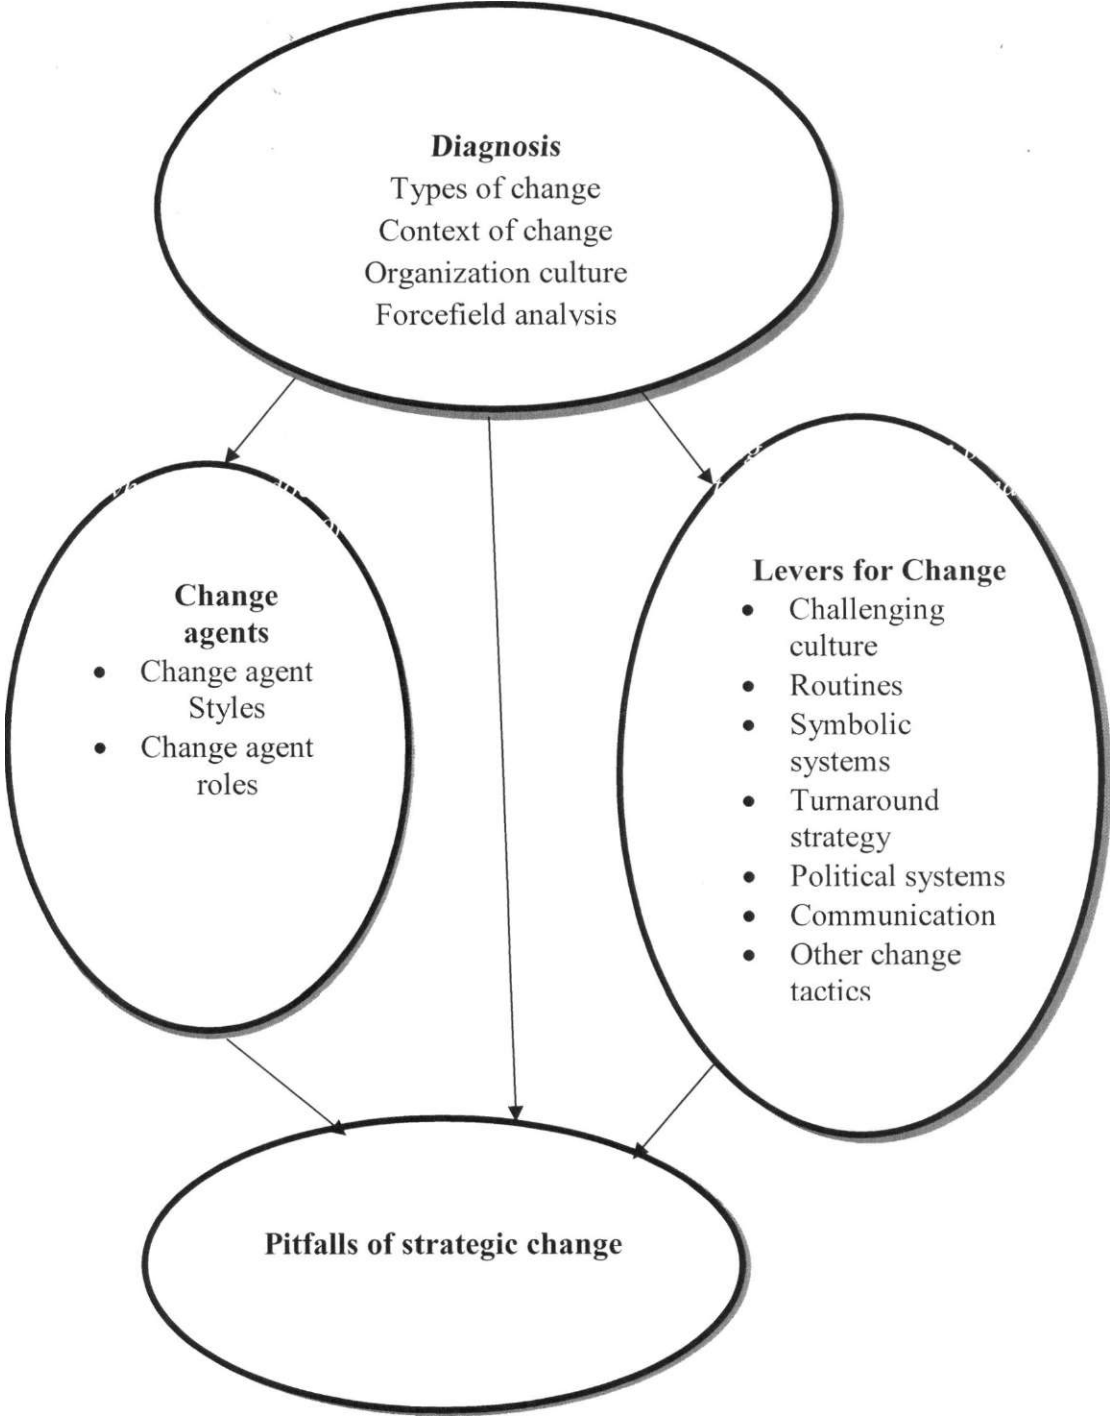 Diagnosis
Types of change
Context of change
Organization culture
Forcefield analysis
Change
agents
• Change agent
Styles
• Change agent
roles
Levers for Change
• Challenging
culture
• Routines
• Symbolic
systems
• Turnaround
strategy
• Political systems
• Communication
• Other change
tactics
Pitfalls of strategic change